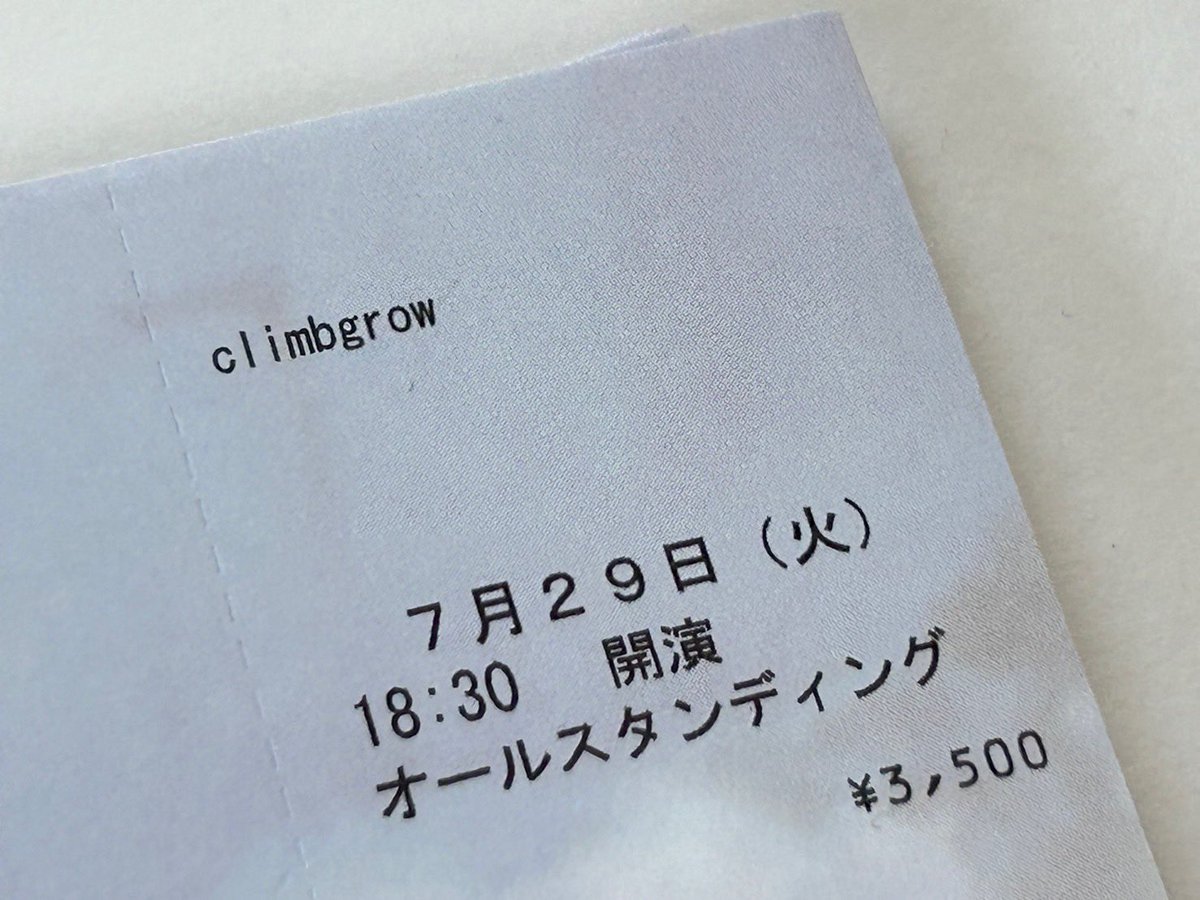 climbgrow
７月２９日（火）
18:30　開演
オールスタンディング
¥3,500